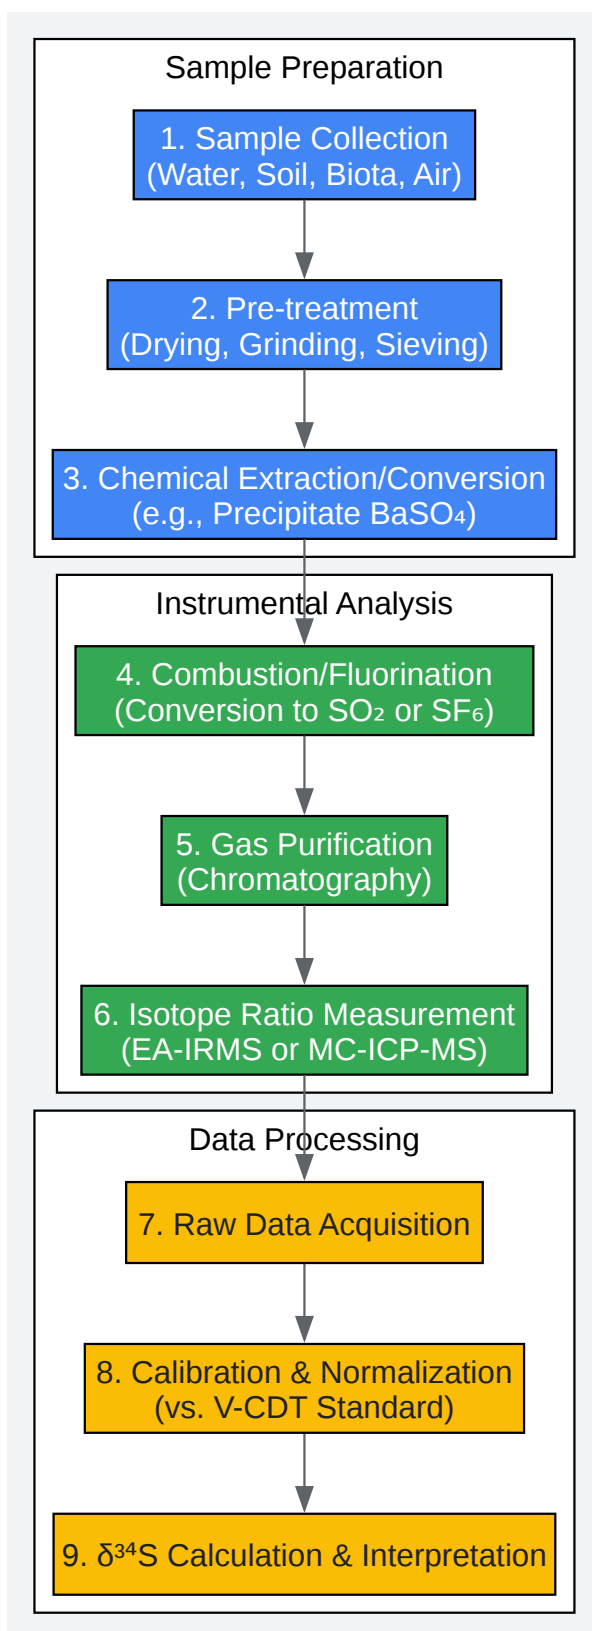 Sample Preparation
1. Sample Collection
(Water, Soil, Biota, Air)
2. Pre-treatment
(Drying, Grinding, Sieving)
3. Chemical Extraction/Conversion
(e.g., Precipitate BaSO₄)
Instrumental Analysis
4. Combustion/Fluorination
(Conversion to SO₂ or SF₆)
5. Gas Purification
(Chromatography)
6. Isotope Ratio Measurement
(EA-IRMS or MC-ICP-MS)
Data Processing
7. Raw Data Acquisition
8. Calibration & Normalization
(vs. V-CDT Standard)
9. δ³⁴S Calculation & Interpretation